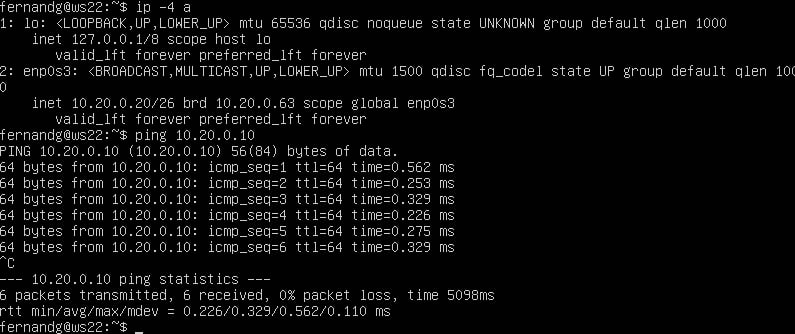 fernandg@ws22:~$ ip -4 a
1: lo: <LOOPBACK,UP,LOWER_UP> mtu 65536 qdisc noqueue state UNKNOWN group default qlen 1000
    inet 127.0.0.1/8 scope host lo
       valid_lft forever preferred_lft forever
2: enp0s3: <BROADCAST,MULTICAST,UP,LOWER_UP> mtu 1500 qdisc fq_codel state UP group default qlen 100
0
    inet 10.20.0.20/26 brd 10.20.0.63 scope global enp0s3
       valid_lft forever preferred_lft forever
fernandg@ws22:~$ ping 10.20.0.10
PING 10.20.0.10 (10.20.0.10) 56(84) bytes of data.
64 bytes from 10.20.0.10: icmp_seq=1 ttl=64 time=0.562 ms
64 bytes from 10.20.0.10: icmp_seq=2 ttl=64 time=0.253 ms
64 bytes from 10.20.0.10: icmp_seq=3 ttl=64 time=0.329 ms
64 bytes from 10.20.0.10: icmp_seq=4 ttl=64 time=0.226 ms
64 bytes from 10.20.0.10: icmp_seq=5 ttl=64 time=0.275 ms
64 bytes from 10.20.0.10: icmp_seq=6 ttl=64 time=0.329 ms
^C
--- 10.20.0.10 ping statistics ---
6 packets transmitted, 6 received, 0% packet loss, time 5098ms
rtt min/avg/max/mdev = 0.226/0.329/0.562/0.110 ms
fernandg@ws22:~$ _